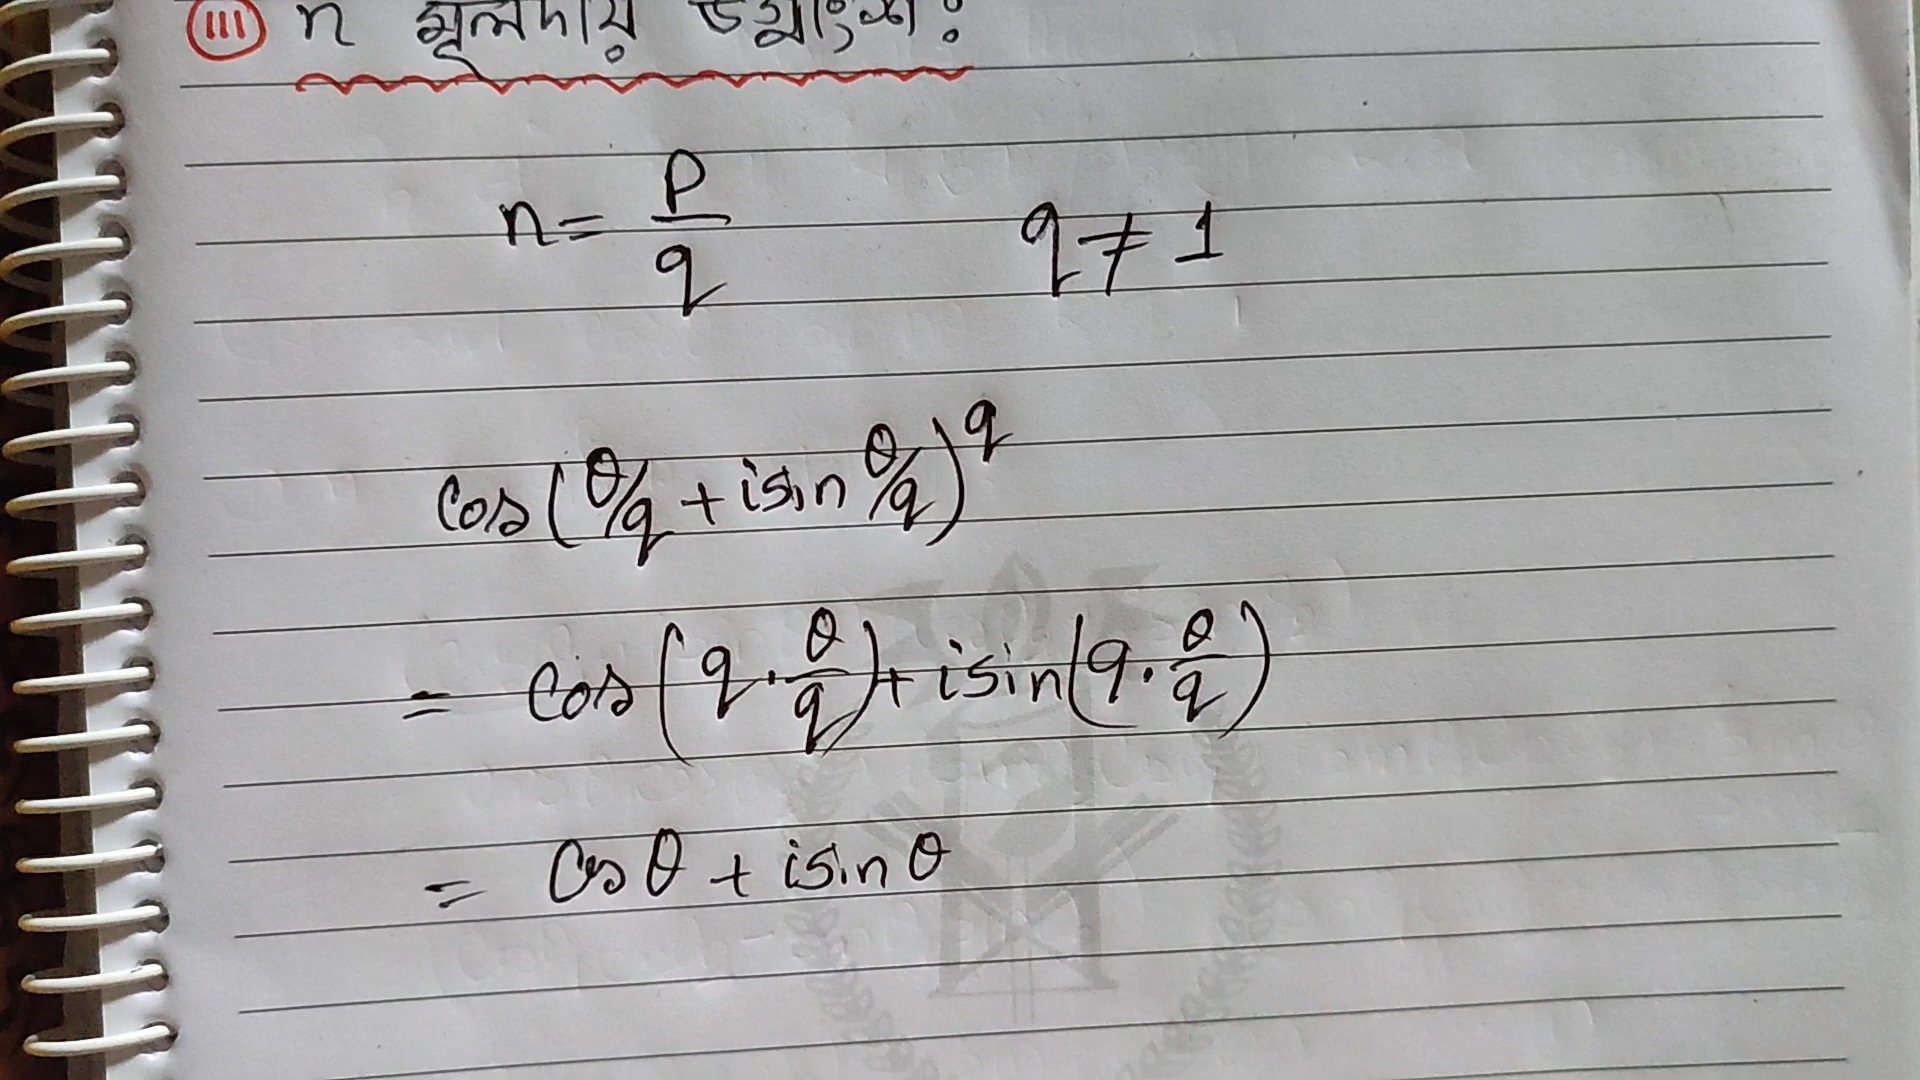 (iii) n মূলদীয় ভগ্নাংশ :
n = p/q        q ≠ 1
cos(θ/q + isin θ/q)^q
= cos(q·θ/q) + isin(q·θ/q)
= cosθ + isinθ